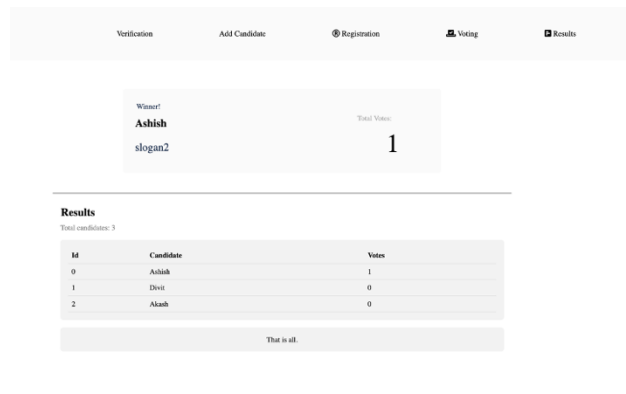 Verification Add Candidate ® Registration Voting Results
Winner!
Ashish
slogan2
Total Votes:
1
Results
Total candidates: 3
Id Candidate Votes
0 Ashish 1
1 Divit 0
2 Akash 0
That is all.